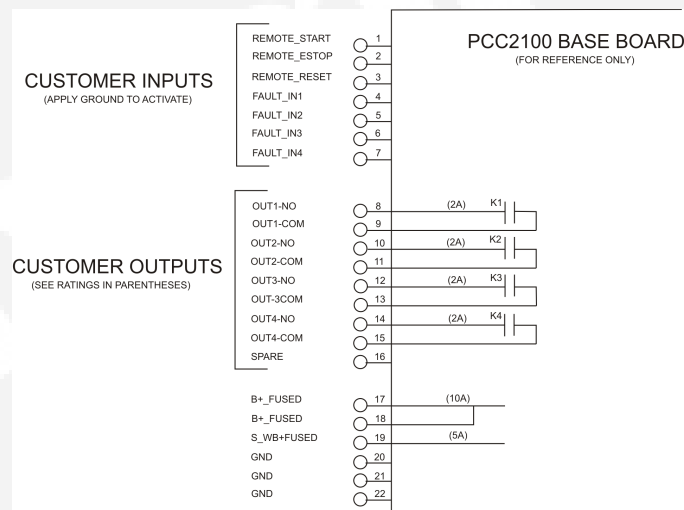 PCC2100 BASE BOARD
(FOR REFERENCE ONLY)
CUSTOMER INPUTS
(APPLY GROUND TO ACTIVATE)
REMOTE_START 1
REMOTE_ESTOP 2
REMOTE_RESET 3
FAULT_IN1 4
FAULT_IN2 5
FAULT_IN3 6
FAULT_IN4 7
CUSTOMER OUTPUTS
(SEE RATINGS IN PARENTHESES)
OUT1-NO 8 (2A) K1
OUT1-COM 9
OUT2-NO 10 (2A) K2
OUT2-COM 11
OUT3-NO 12 (2A) K3
OUT-3COM 13
OUT4-NO 14 (2A) K4
OUT4-COM 15
SPARE 16
B+_FUSED 17 (10A)
B+_FUSED 18
S_WB+FUSED 19 (5A)
GND 20
GND 21
GND 22